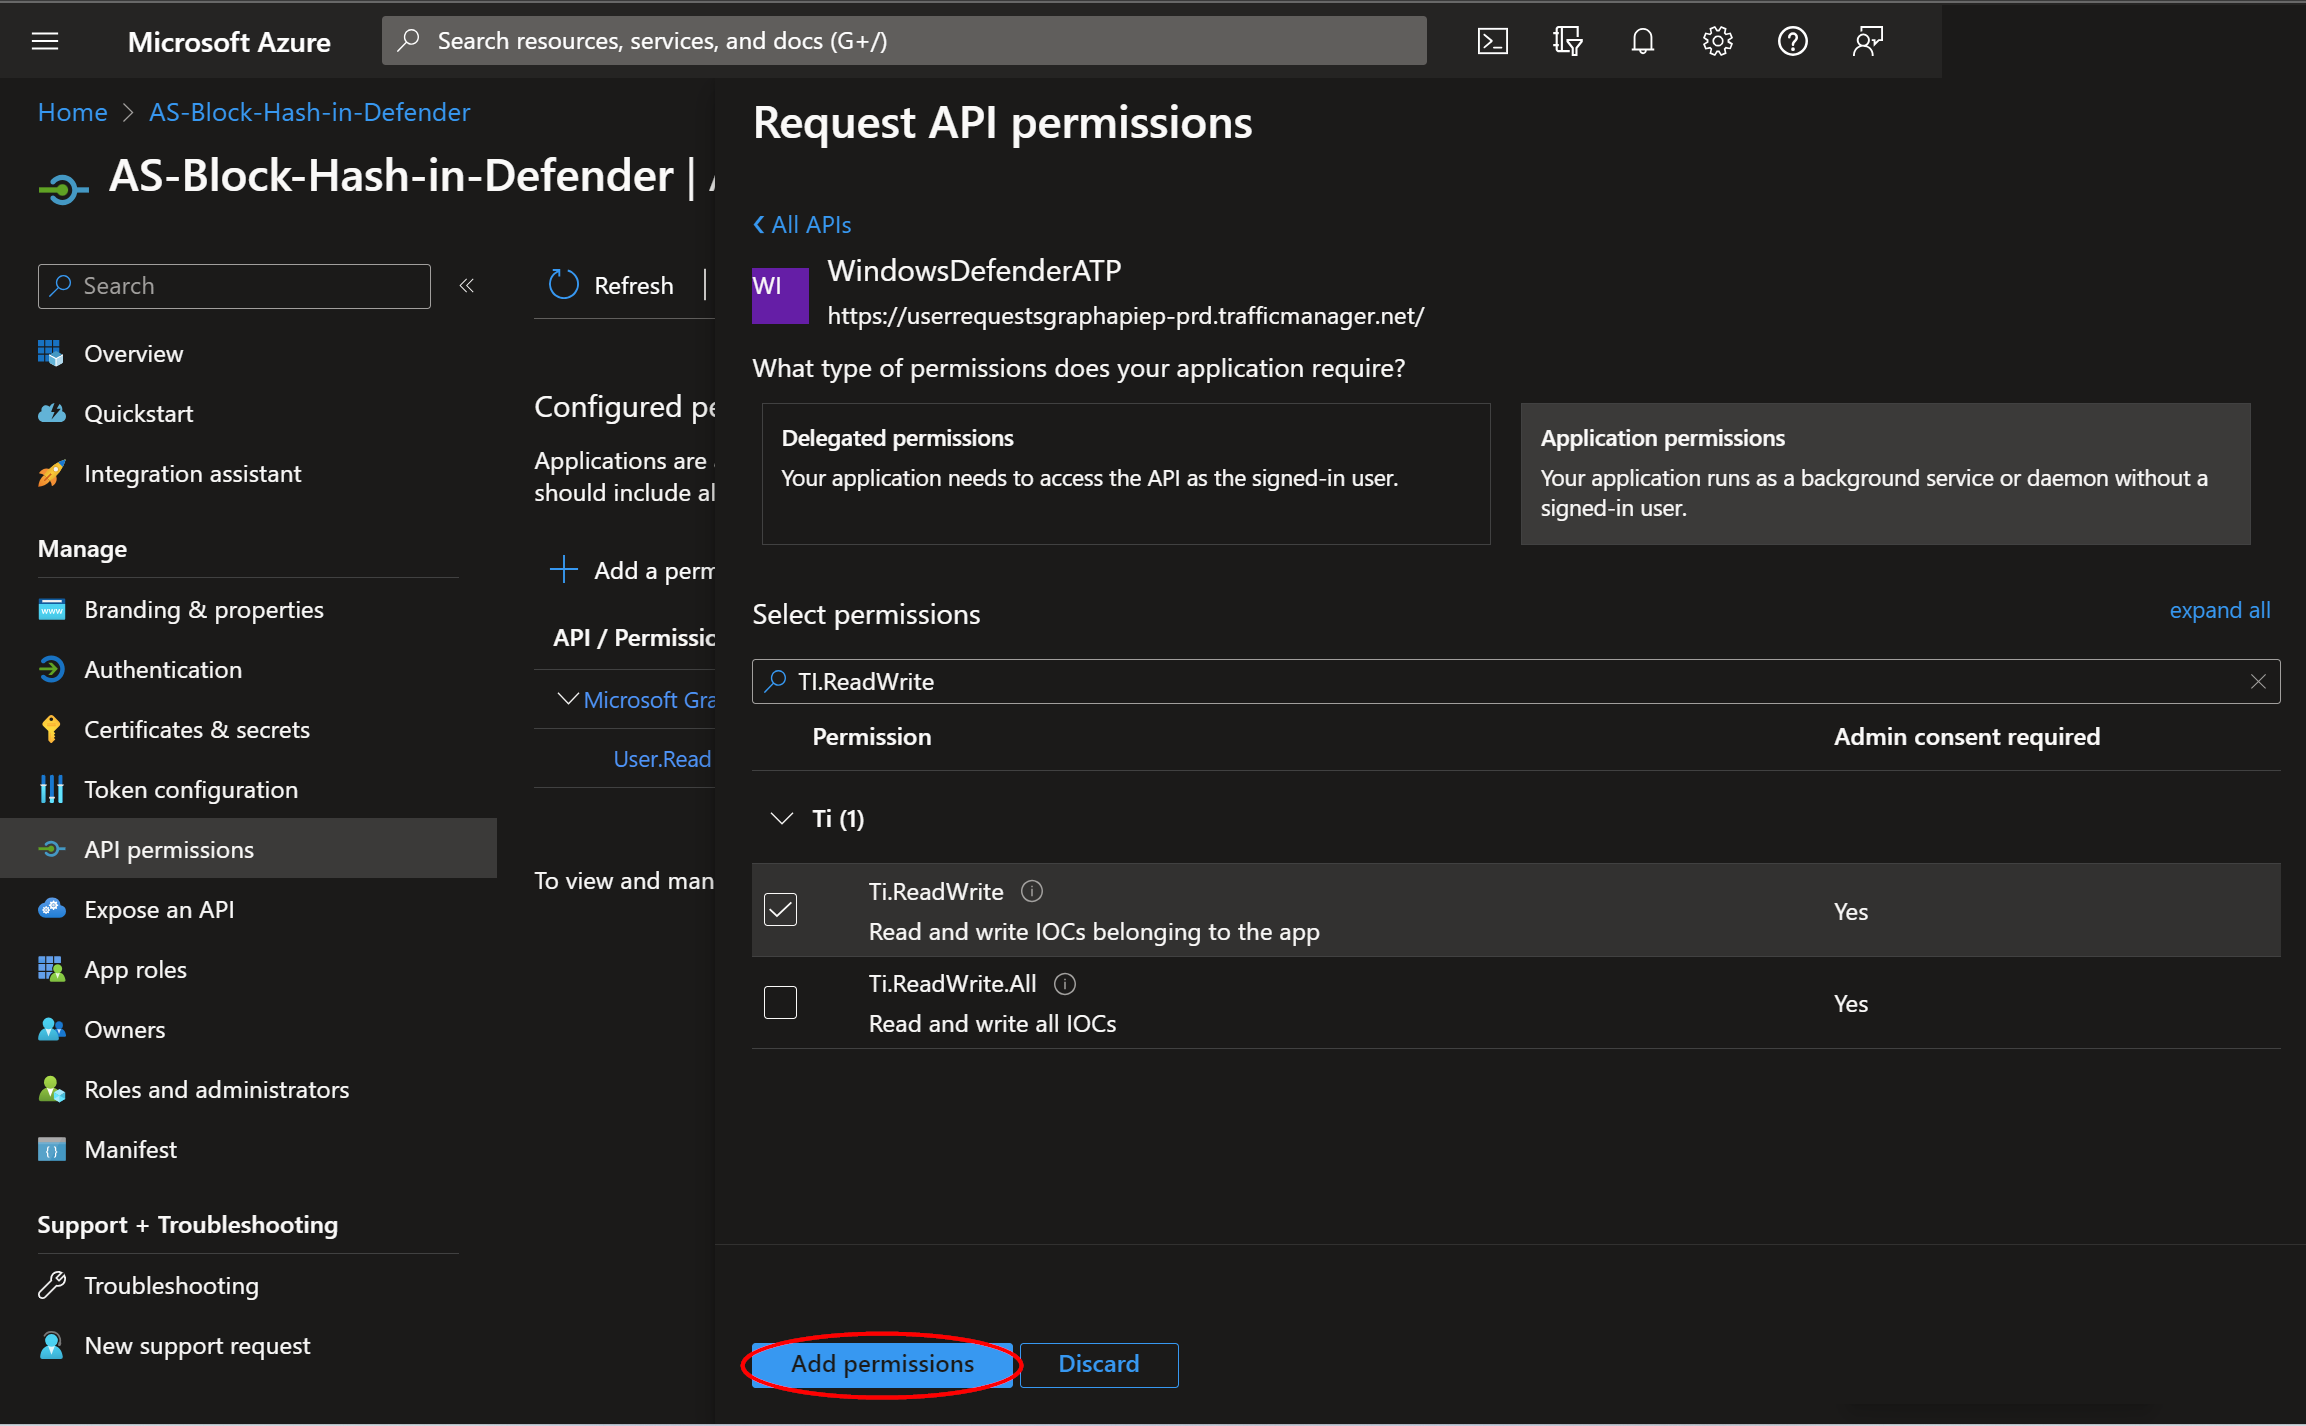 Microsoft Azure
Search resources, services, and docs (G+/)
Home > AS-Block-Hash-in-Defender
AS-Block-Hash-in-Defender |
Search
«
Refresh
Overview
Quickstart
Integration assistant
Manage
Branding & properties
Authentication
Certificates & secrets
Token configuration
API permissions
Expose an API
App roles
Owners
Roles and administrators
Manifest
Support + Troubleshooting
Troubleshooting
New support request
Configured pe
Applications are
should include al
Add a perm
API / Permissio
Microsoft Gra
User.Read
To view and man
Request API permissions
All APIs
WI
WindowsDefenderATP
https://userrequestsgraphapiep-prd.trafficmanager.net/
What type of permissions does your application require?
Delegated permissions
Your application needs to access the API as the signed-in user.
Application permissions
Your application runs as a background service or daemon without a
signed-in user.
Select permissions
expand all
TI.ReadWrite
Permission
Admin consent required
Ti (1)
Ti.ReadWrite
Read and write IOCs belonging to the app
Yes
Ti.ReadWrite.All
Read and write all IOCs
Yes
Add permissions
Discard